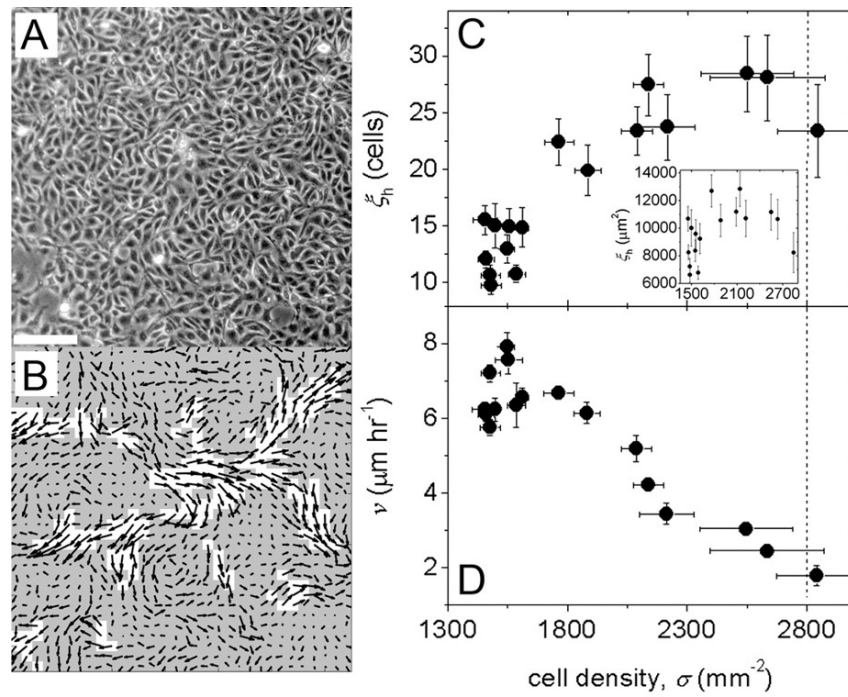 A
B
C
30
25
20
15
10
ξh (cells)
14000
12000
10000
8000
6000
ξh (μm²)
1500 2100 2700
8
6
4
2
v (μm hr⁻¹)
D
1300 1800 2300 2800
cell density, σ (mm⁻²)